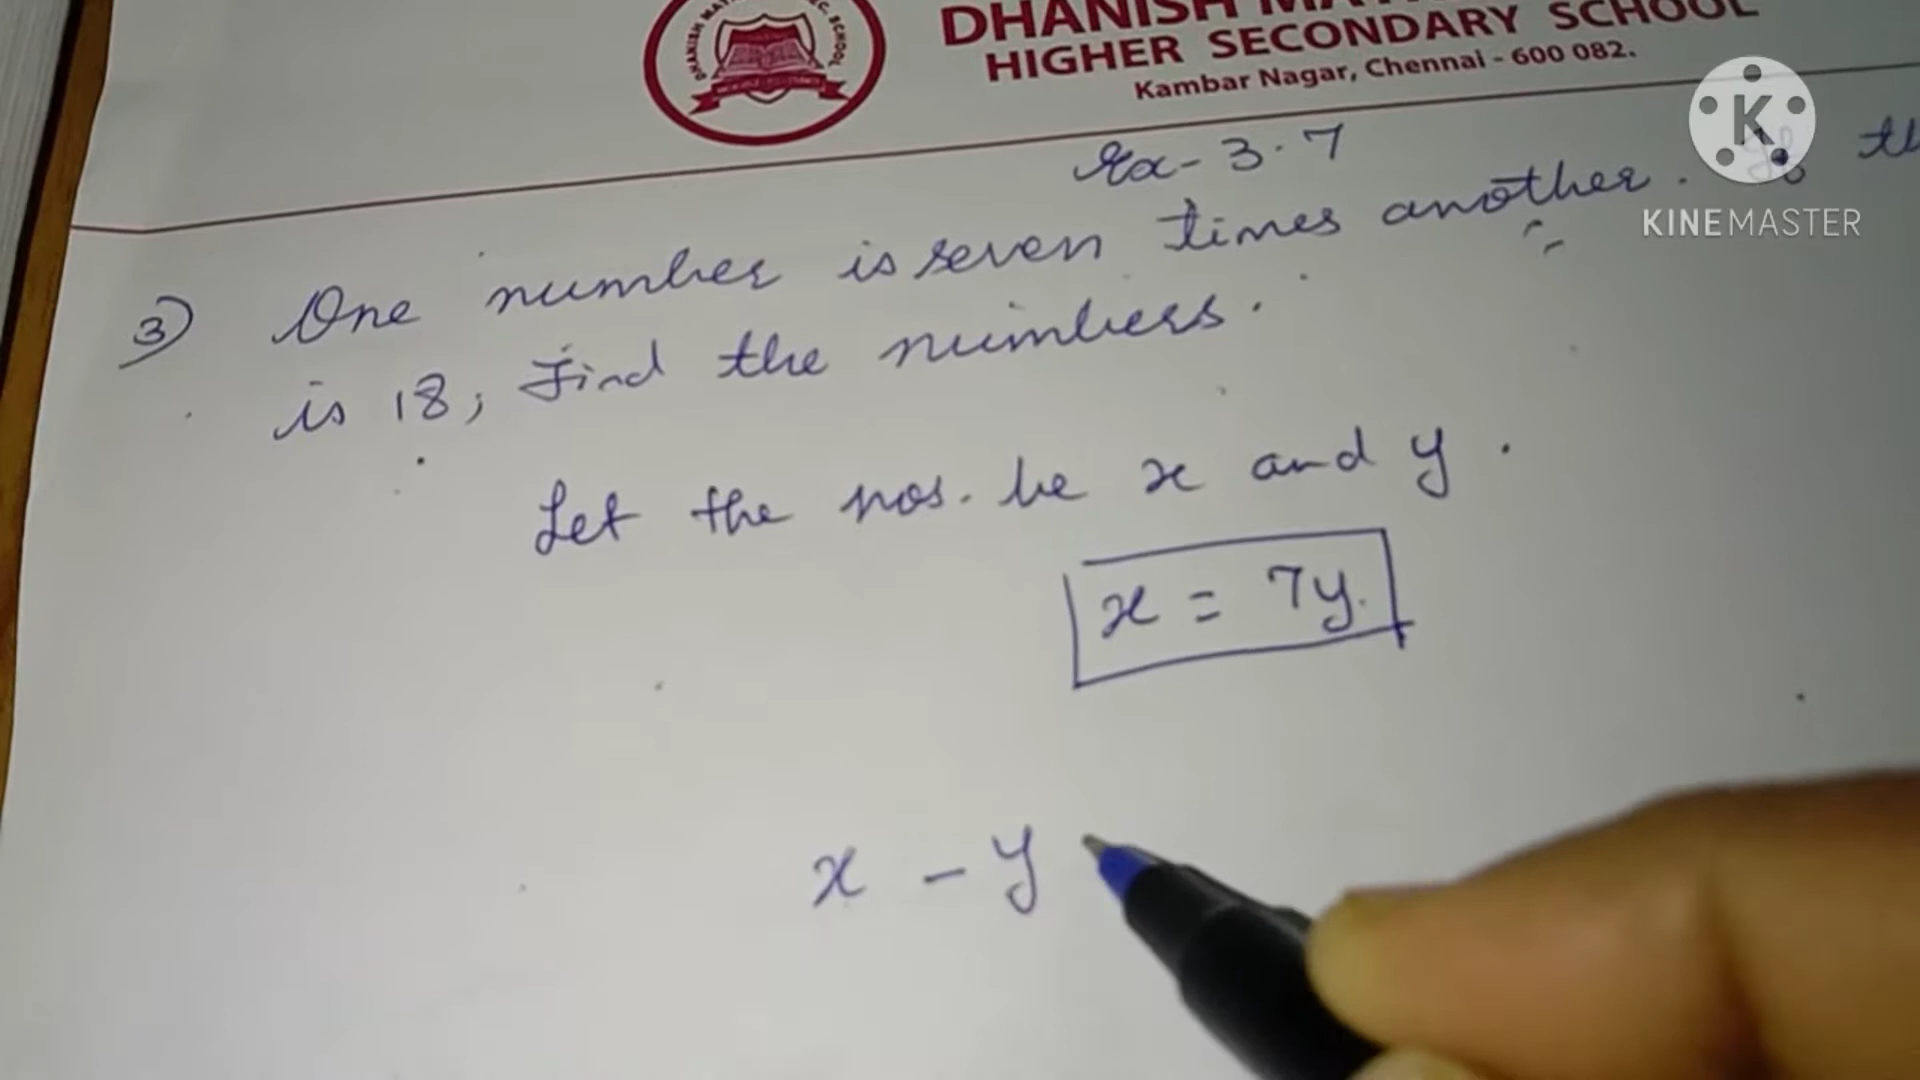 DHANISH
HIGHER SECONDARY SCHOOL
Kambar Nagar, Chennai - 600 082.
K
KINEMASTER
Ex-3.7
3) One number is seven times another. If
is 18, Find the numbers.
Let the nos. be x and y.
x = 7y.
x - y